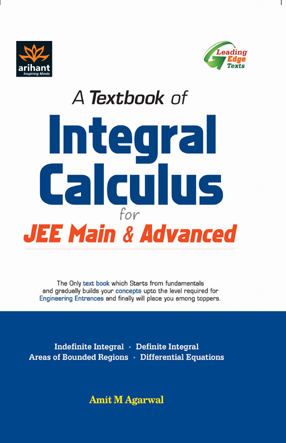 arihant
Inspiring Minds
Leading
Edge
Texts
A Textbook of
Integral
Calculus
for
JEE Main & Advanced
The Only text book which Starts from fundamentals
and gradually builds your concepts upto the level required for
Engineering Entrences and finally will place you among toppers.
Indefinite Integral · Definite Integral
Areas of Bounded Regions · Differential Equations
Amit M Agarwal